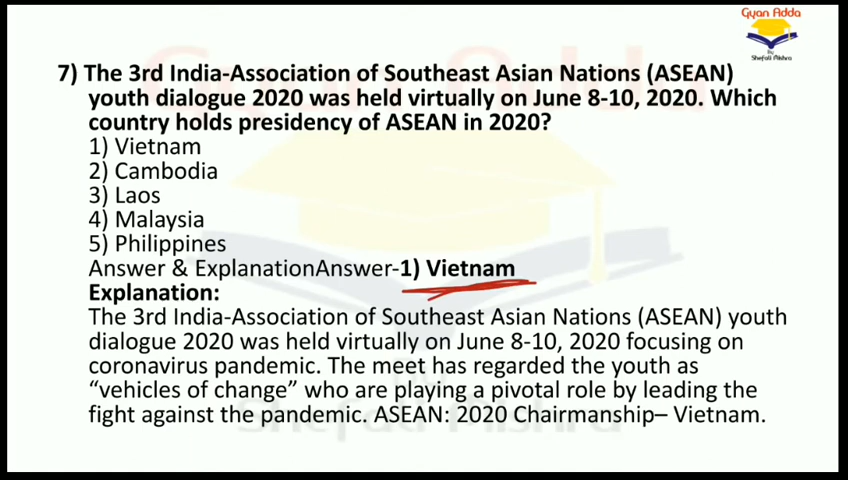 Gyan Adda
By
Shefali Mishra
7) The 3rd India-Association of Southeast Asian Nations (ASEAN)
youth dialogue 2020 was held virtually on June 8-10, 2020. Which
country holds presidency of ASEAN in 2020?
1) Vietnam
2) Cambodia
3) Laos
4) Malaysia
5) Philippines
Answer & ExplanationAnswer-1) Vietnam
Explanation:
The 3rd India-Association of Southeast Asian Nations (ASEAN) youth
dialogue 2020 was held virtually on June 8-10, 2020 focusing on
coronavirus pandemic. The meet has regarded the youth as
“vehicles of change” who are playing a pivotal role by leading the
fight against the pandemic. ASEAN: 2020 Chairmanship– Vietnam.
By
Shefali Mishra